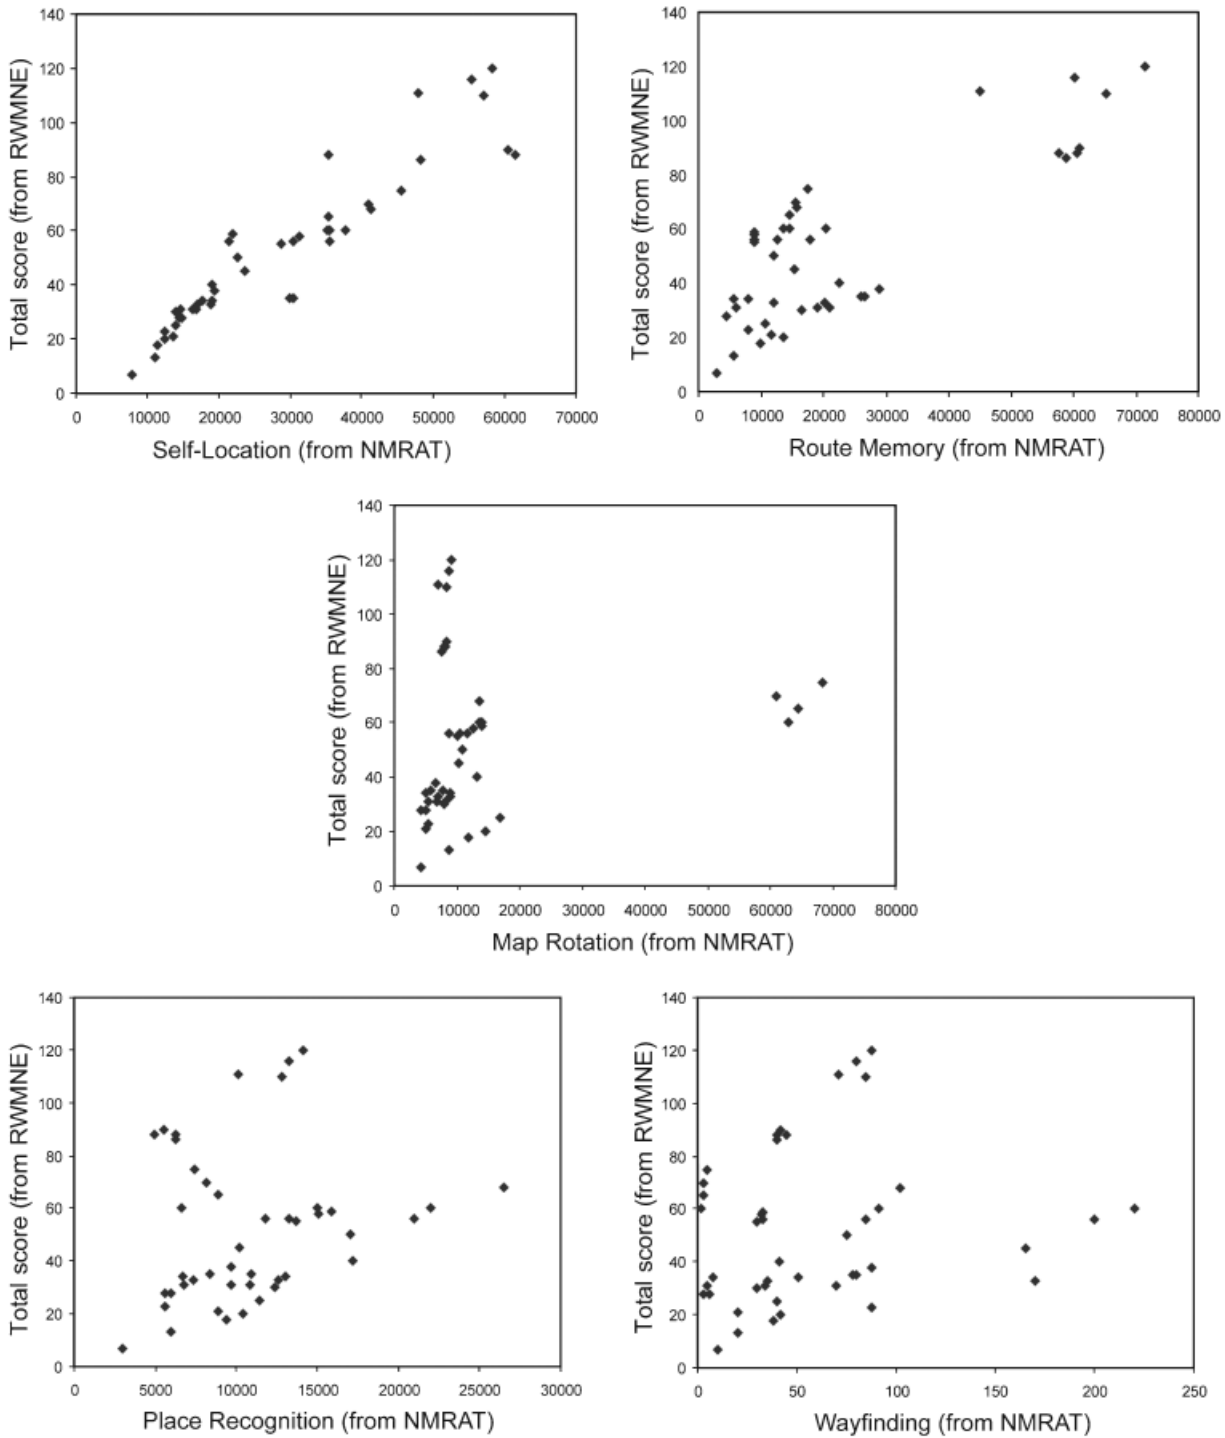 140
120
100
80
60
40
20
0
Total score (from RWMNE)
0 10000 20000 30000 40000 50000 60000 70000
Self-Location (from NMRAT)
140
120
100
80
60
40
20
0
Total score (from RWMNE)
0 10000 20000 30000 40000 50000 60000 70000 80000
Route Memory (from NMRAT)
140
120
100
80
60
40
20
0
Total score (from RWMNE)
0 10000 20000 30000 40000 50000 60000 70000 80000
Map Rotation (from NMRAT)
140
120
100
80
60
40
20
0
Total score (from RWMNE)
0 5000 10000 15000 20000 25000 30000
Place Recognition (from NMRAT)
140
120
100
80
60
40
20
0
Total score (from RWMNE)
0 50 100 150 200 250
Wayfinding (from NMRAT)